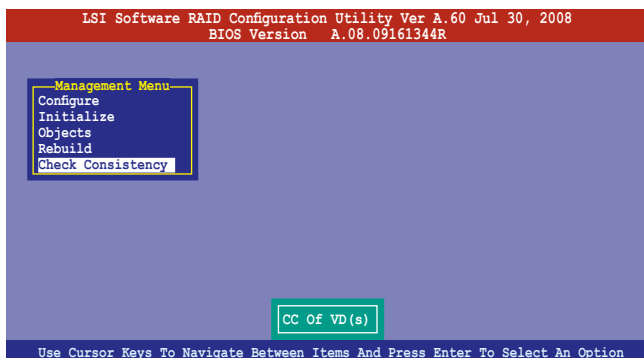 LSI Software RAID Configuration Utility Ver A.60 Jul 30, 2008
BIOS Version A.08.09161344R
Management Menu
Configure
Initialize
Objects
Rebuild
Check Consistency
CC Of VD(s)
Use Cursor Keys To Navigate Between Items And Press Enter To Select An Option